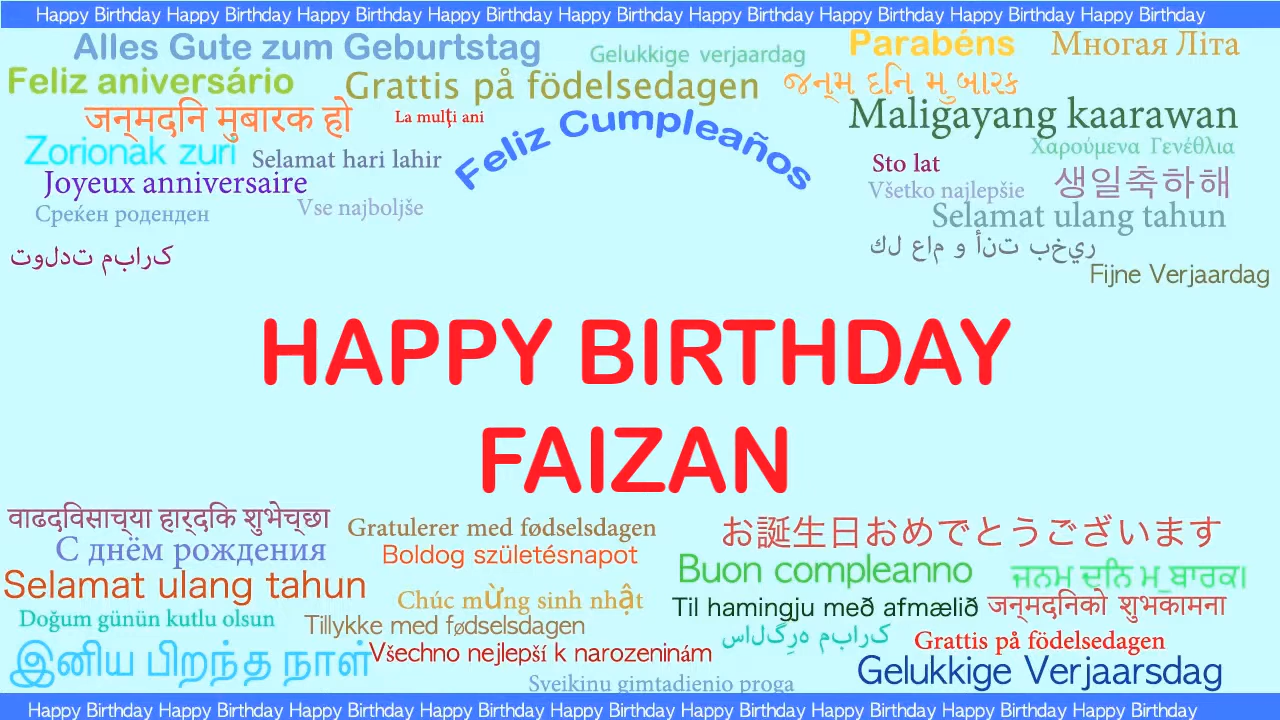 Happy Birthday Happy Birthday Happy Birthday Happy Birthday Happy Birthday Happy Birthday Happy Birthday Happy Birthday Happy Birthday
Alles Gute zum Geburtstag
Gelukkige verjaardag
Parabéns
Многая Літа
Feliz aniversário
Grattis på födelsedagen
જન્મ દનિ મુબારક
जन्मदनि मुबारक हो
La mulţi ani
Feliz Cumpleaños
Maligayang kaarawan
Zorionak zuri
Selamat hari lahir
Χαρούμενα Γενέθλια
Sto lat
Joyeux anniversaire
Všetko najlepšie
생일축하해
Среќен роденден
Vse najboljše
Selamat ulang tahun
تولدت مبارک
كل عام و أنت بخير
Fijne Verjaardag
HAPPY BIRTHDAY
FAIZAN
वाढदविसाच्या हार्दकि शुभेच्छा
Gratulerer med fødselsdagen
お誕生日おめでとうございます
С днём рождения
Boldog születésnapot
Buon compleanno
ਜਨਮ ਦਨਿ ਮੁਬਾਰਕ।
Selamat ulang tahun
Chúc mừng sinh nhật
Til hamingju með afmælið
जन्मदनिको शुभकामना
Doğum günün kutlu olsun
Tillykke med fødselsdagen
سالگرہ مبارک
Grattis på födelsedagen
இனிய பிறந்த நாள்
Všechno nejlepší k narozeninám
Gelukkige Verjaarsdag
Sveikinu gimtadienio proga
Happy Birthday Happy Birthday Happy Birthday Happy Birthday Happy Birthday Happy Birthday Happy Birthday Happy Birthday Happy Birthday